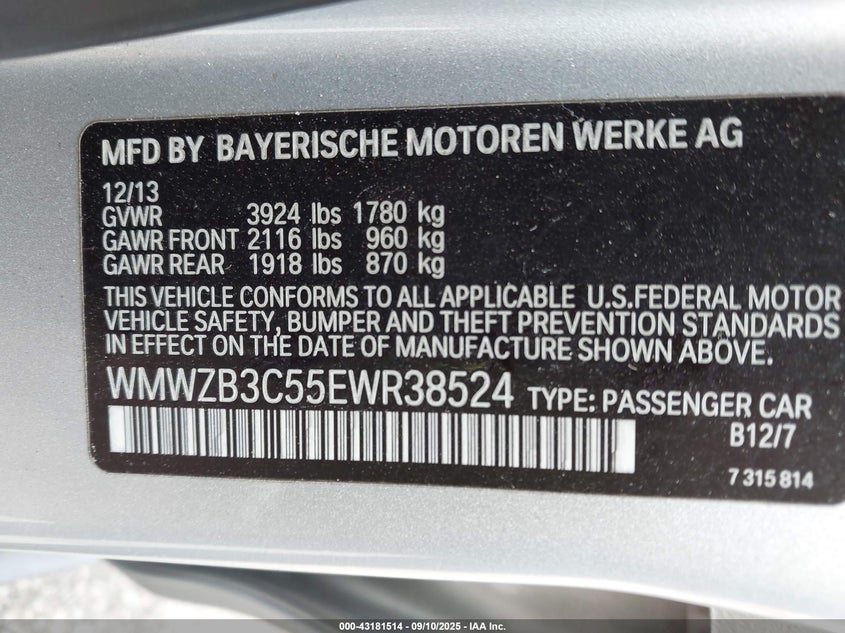 MFD BY BAYERISCHE MOTOREN WERKE AG
12/13
GVWR 3924 lbs 1780 kg
GAWR FRONT 2116 lbs 960 kg
GAWR REAR 1918 lbs 870 kg
THIS VEHICLE CONFORMS TO ALL APPLICABLE U.S.FEDERAL MOTOR
VEHICLE SAFETY, BUMPER AND THEFT PREVENTION STANDARDS
IN EFFECT ON THE DATE OF MANUFACTURE SHOWN ABOVE.
WMWZB3C55EWR38524 TYPE: PASSENGER CAR
B12/7
7 315 814
000-43181514 - 09/10/2025 - IAA Inc.